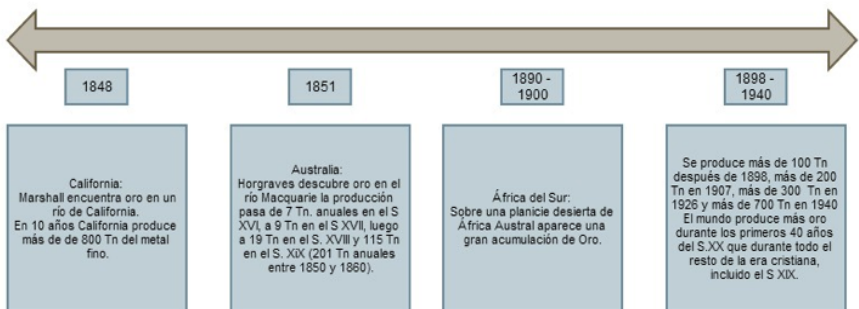 1848
1851
1890 -
1900
1898 -
1940
California:
Marshall encuentra oro en un
río de California.
En 10 años California produce
más de de 800 Tn del metal
fino.
Australia:
Horgraves descubre oro en el
río Macquarie la producción
pasa de 7 Tn. anuales en el S
XVI, a 9 Tn en el S XVII, luego
a 19 Tn en el S. XVIII y 115 Tn
en el S. XiX (201 Tn anuales
entre 1850 y 1860).
África del Sur:
Sobre una planicie desierta de
África Austral aparece una
gran acumulación de Oro.
Se produce más de 100 Tn
después de 1898, más de 200
Tn en 1907, más de 300 Tn en
1926 y más de 700 Tn en 1940
El mundo produce más oro
durante los primeros 40 años
del S.XX que durante todo el
resto de la era cristiana,
incluido el S XIX.